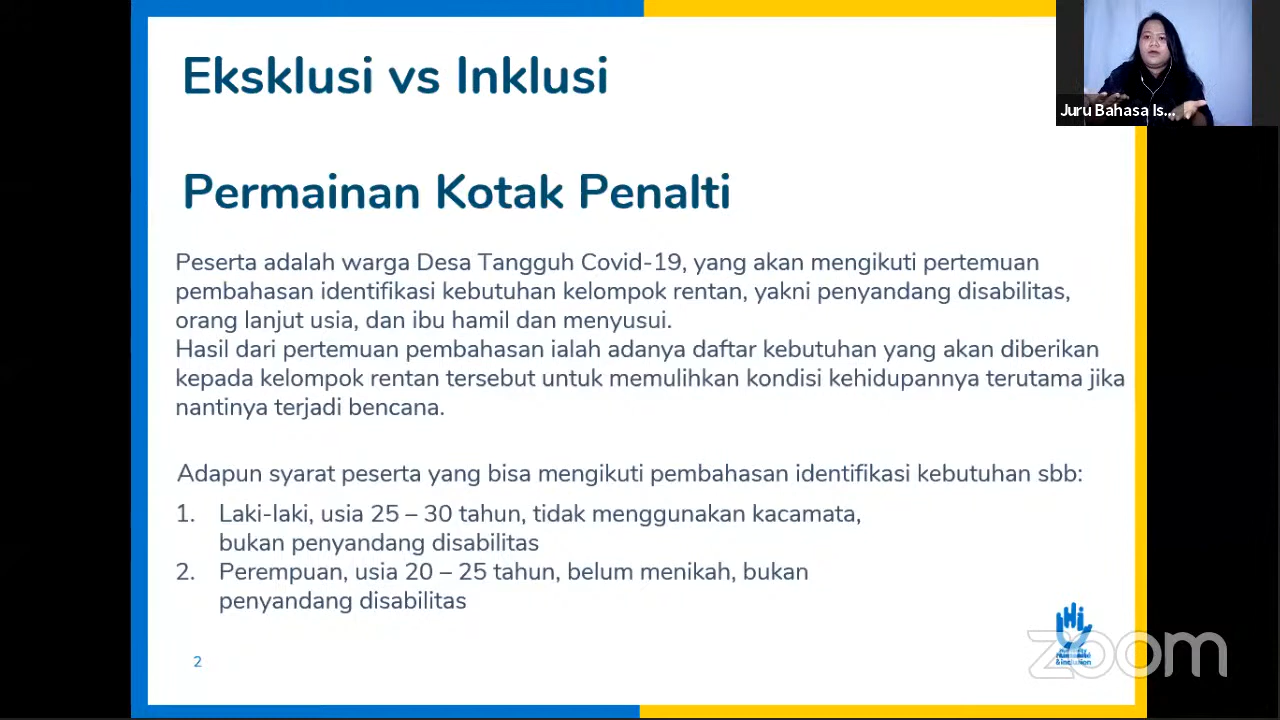 Eksklusi vs Inklusi
Juru Bahasa Is...
Permainan Kotak Penalti
Peserta adalah warga Desa Tangguh Covid-19, yang akan mengikuti pertemuan
pembahasan identifikasi kebutuhan kelompok rentan, yakni penyandang disabilitas,
orang lanjut usia, dan ibu hamil dan menyusui.
Hasil dari pertemuan pembahasan ialah adanya daftar kebutuhan yang akan diberikan
kepada kelompok rentan tersebut untuk memulihkan kondisi kehidupannya terutama jika
nantinya terjadi bencana.
Adapun syarat peserta yang bisa mengikuti pembahasan identifikasi kebutuhan sbb:
1. Laki-laki, usia 25 – 30 tahun, tidak menggunakan kacamata,
bukan penyandang disabilitas
2. Perempuan, usia 20 – 25 tahun, belum menikah, bukan
penyandang disabilitas
2
zoom
& inclusion